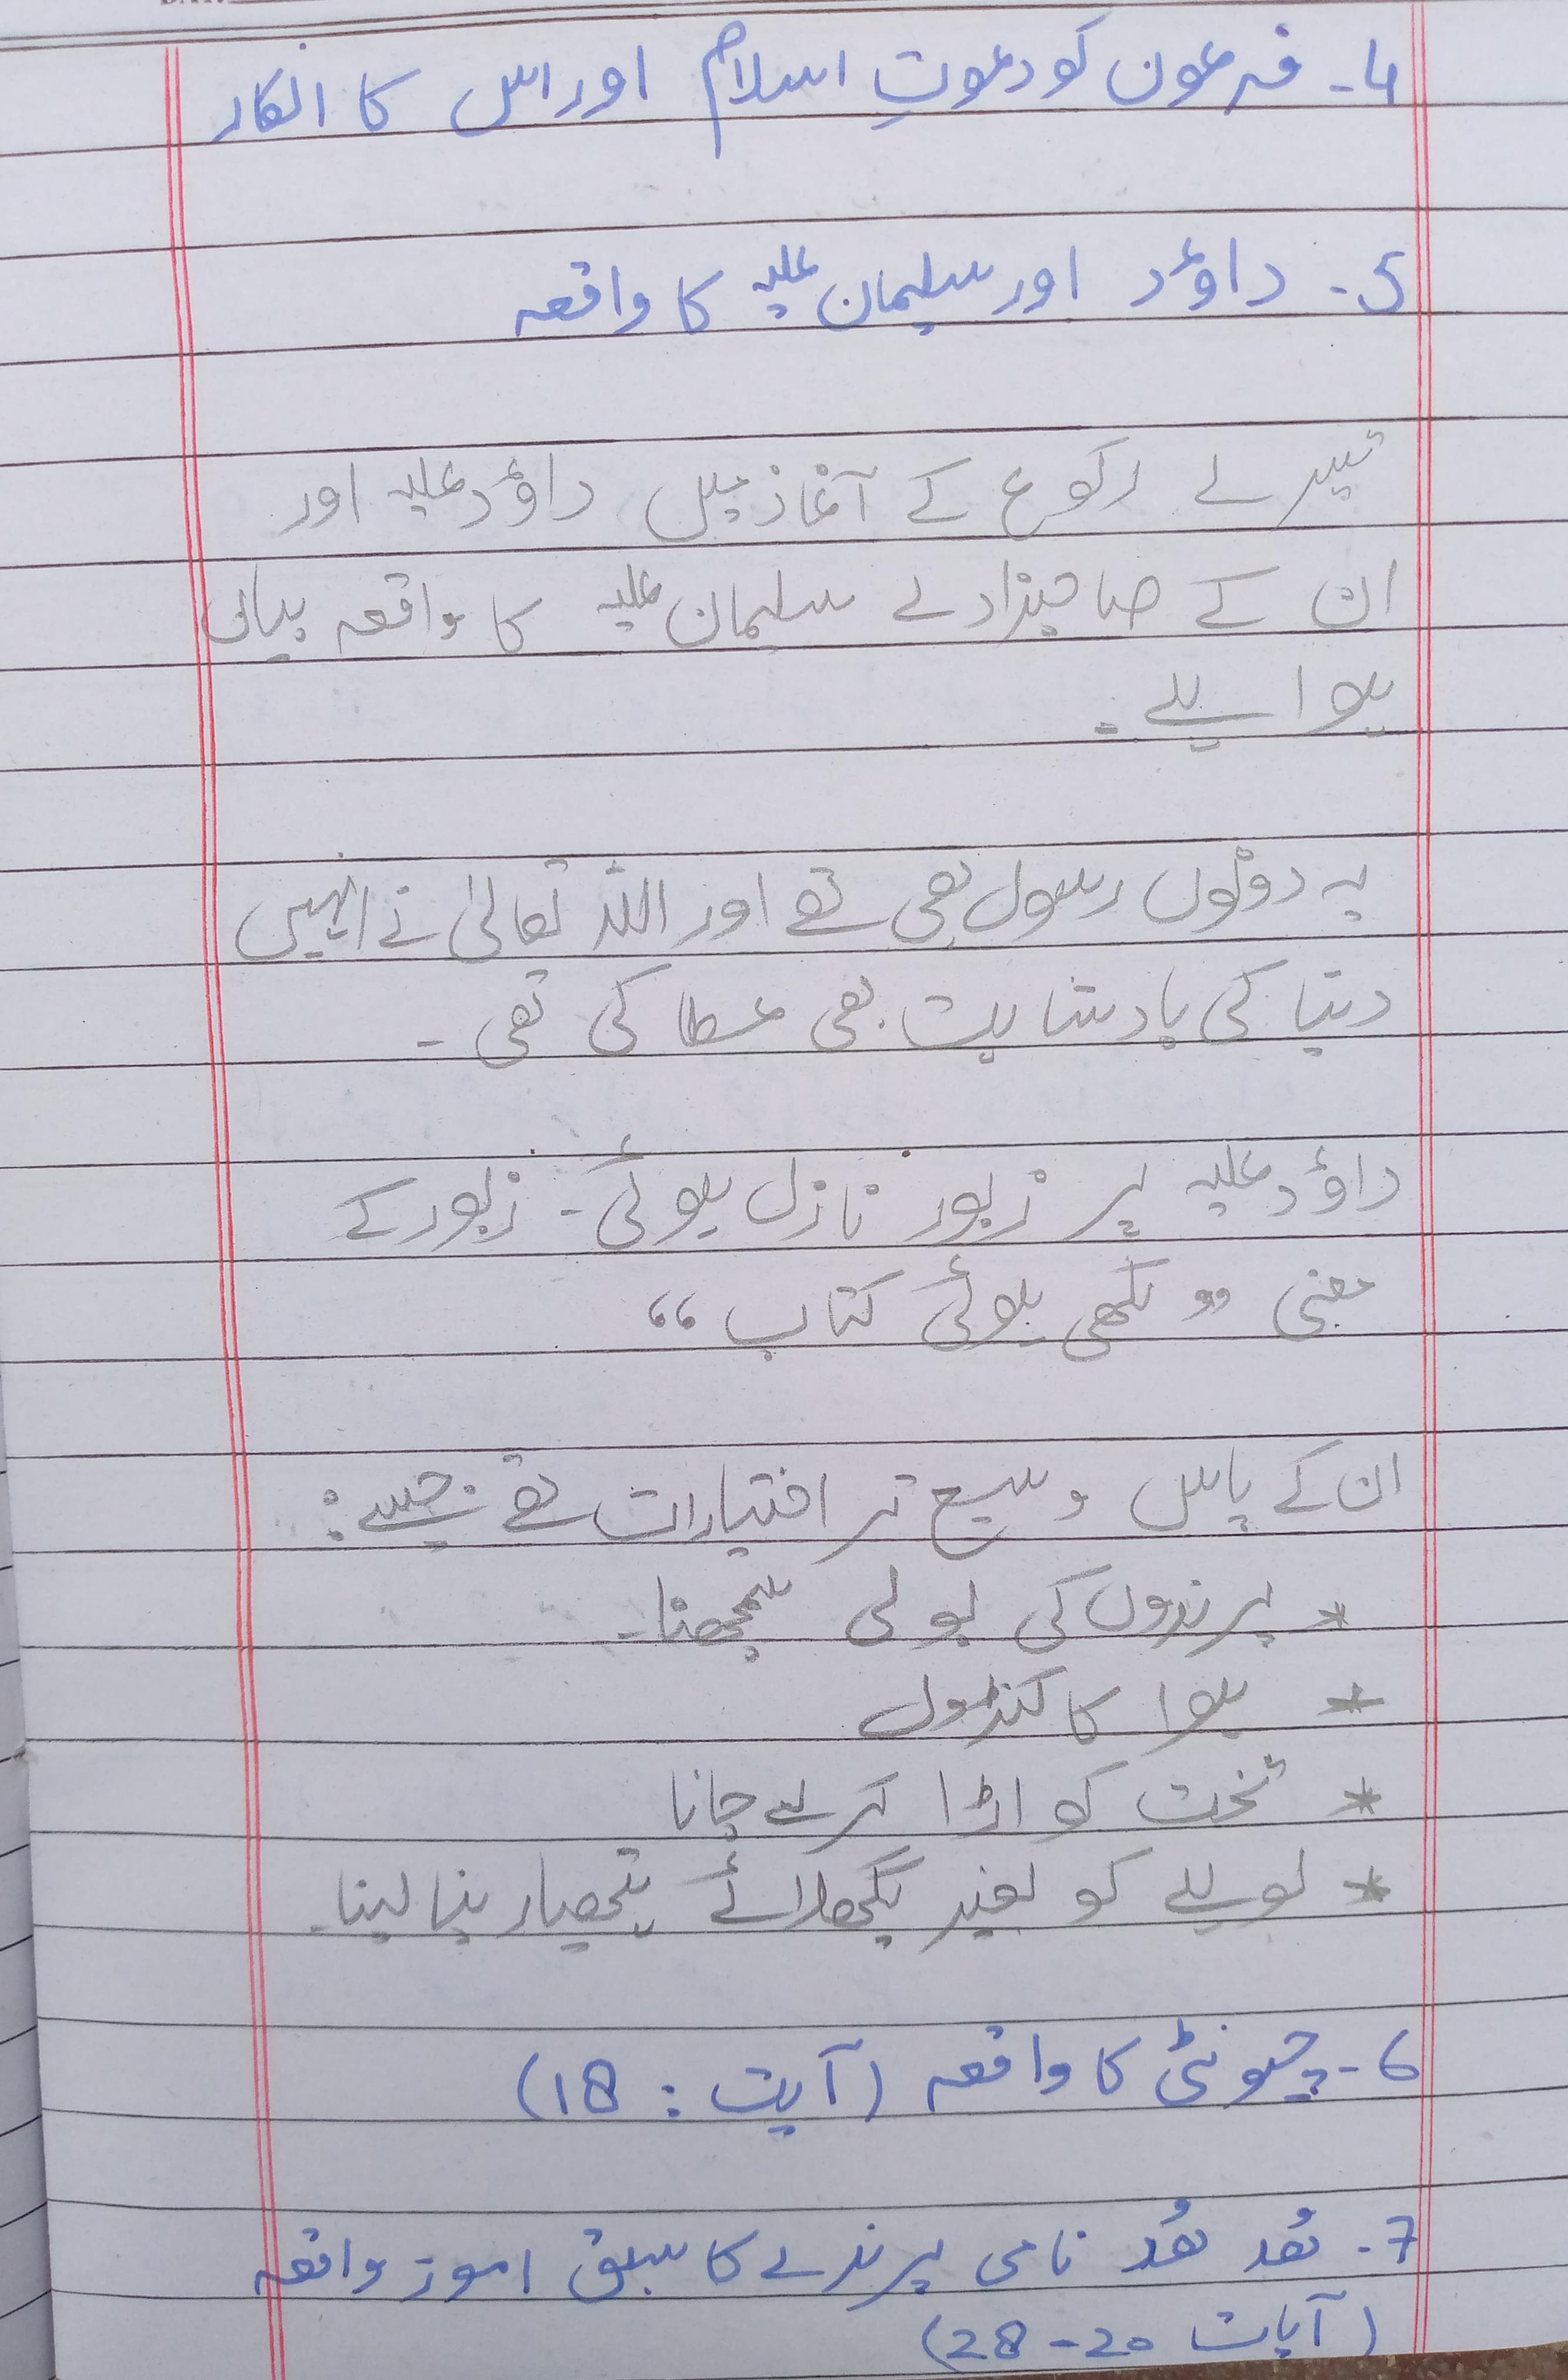 4۔ فرعون کو دعوتِ اسلام اور اس کا انکار
5۔ داؤد اور سلیمان علیہ کا واقعہ
تیسرے رکوع کے آغاز میں داؤد علیہ اور
ان کے صاحبزادے سلیمان علیہ کا واقعہ بیان
ہوا ہے۔
یہ دونوں رسول بھی تھے اور اللہ تعالیٰ نے انہیں
دنیا کی بادشاہت بھی عطا کی تھی۔
داؤد علیہ پر زبور نازل ہوئی۔ زبور کے
معنی ”لکھی ہوئی کتاب“
ان کے پاس وسیع تر اختیارات تھے جیسے:
* پرندوں کی بولی سمجھنا۔
* ہوا کا کنٹرول
* تخت کو اڑا کر لے جانا
* لوہے کو بغیر پگھلائے ہتھیار بنا لینا۔
6۔ چیونٹی کا واقعہ (آیت: 18)
7۔ ھُد ھُد نامی پرندے کا سبق اموز واقعہ
(آیات 20-28)